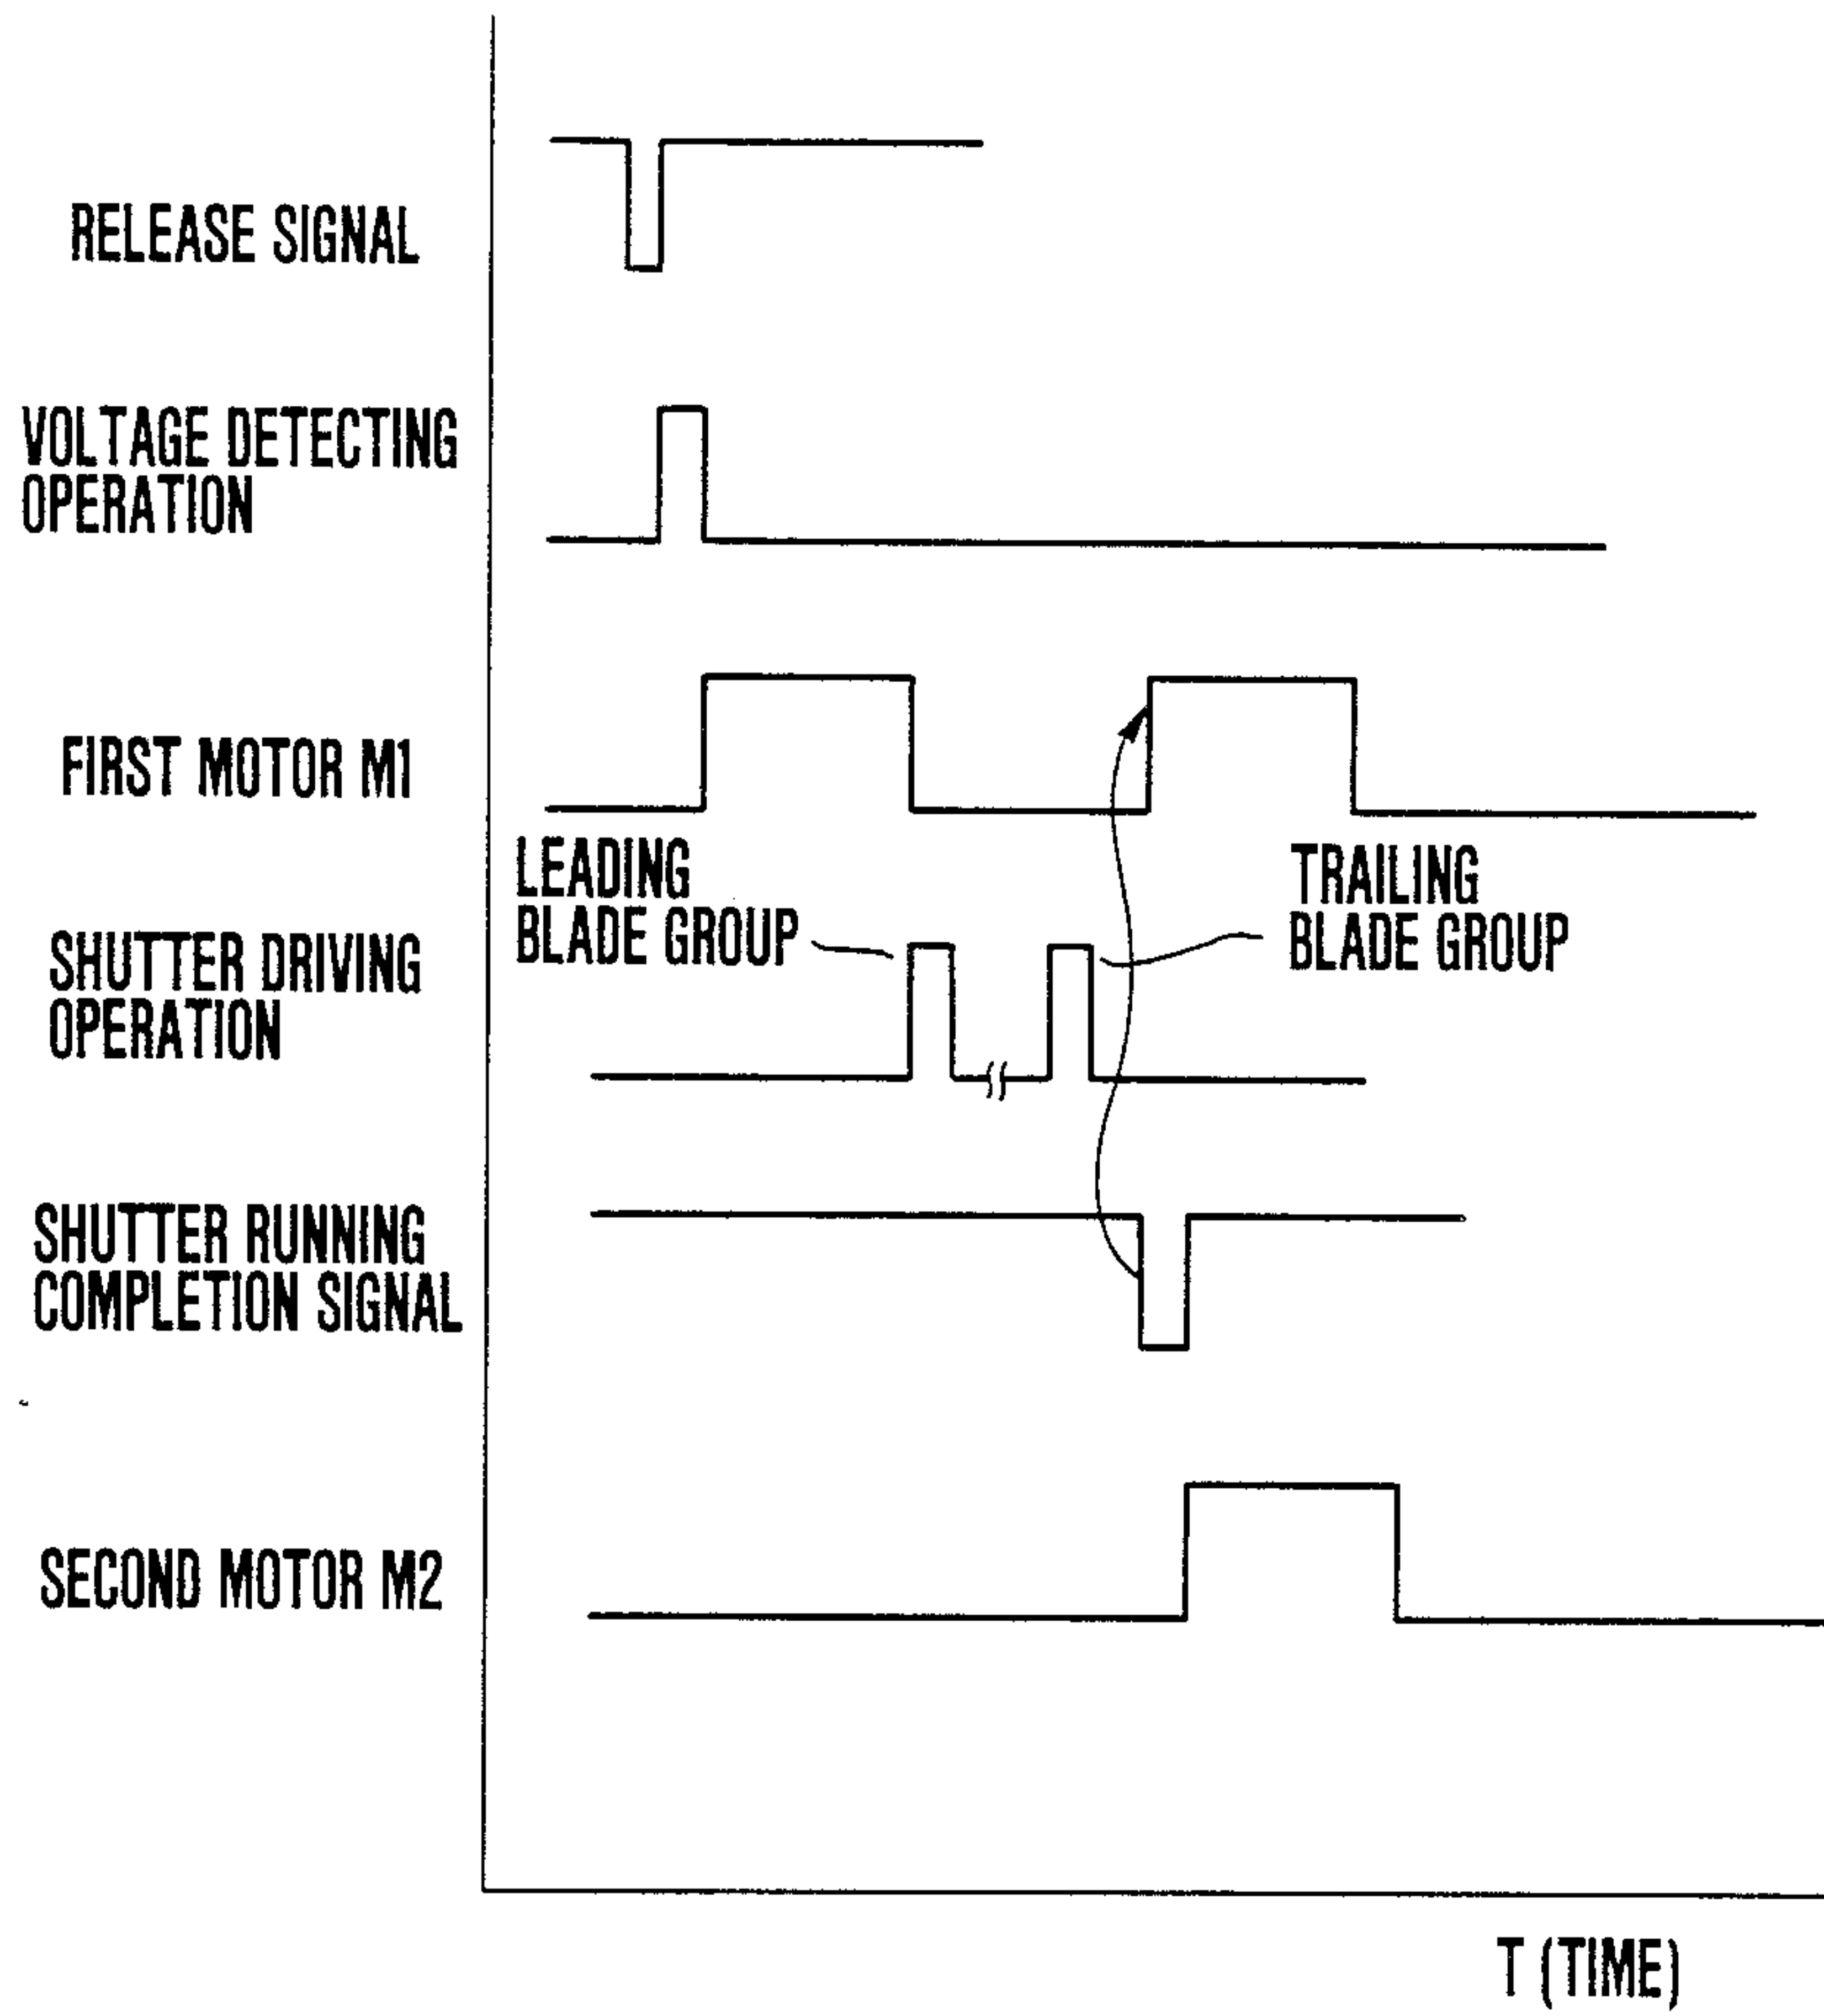 RELEASE SIGNAL
VOLTAGE DETECTING
OPERATION
FIRST MOTOR M1
LEADING
BLADE GROUP
TRAILING
BLADE GROUP
SHUTTER DRIVING
OPERATION
SHUTTER RUNNING
COMPLETION SIGNAL
SECOND MOTOR M2
T (TIME)